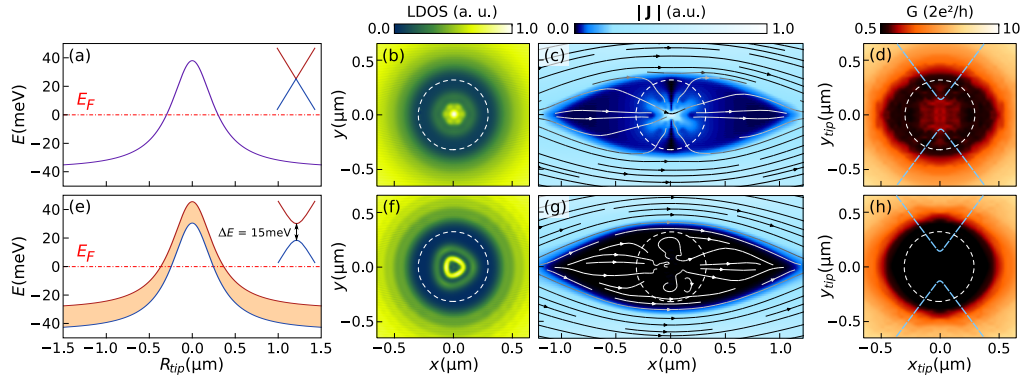 LDOS (a. u.)
0.0 1.0
| J | (a.u.)
0.0 1.0
G (2e²/h)
0.5 10
(a)
E_F
E(meV)
40
20
0
−20
−40
(b)
y(μm)
0.5
0.0
−0.5
(c)
y(μm)
0.5
0.0
−0.5
(d)
y_tip(μm)
0.5
0.0
−0.5
(e)
E_F
ΔE = 15meV
E(meV)
40
20
0
−20
−40
−1.5 −1.0 −0.5 0.0 0.5 1.0 1.5
R_tip(μm)
(f)
y(μm)
0.5
0.0
−0.5
−0.5 0.0 0.5
x(μm)
(g)
y(μm)
0.5
0.0
−0.5
−1.0 −0.5 0.0 0.5 1.0
x(μm)
(h)
y_tip(μm)
0.5
0.0
−0.5
−0.5 0.0 0.5
x_tip(μm)